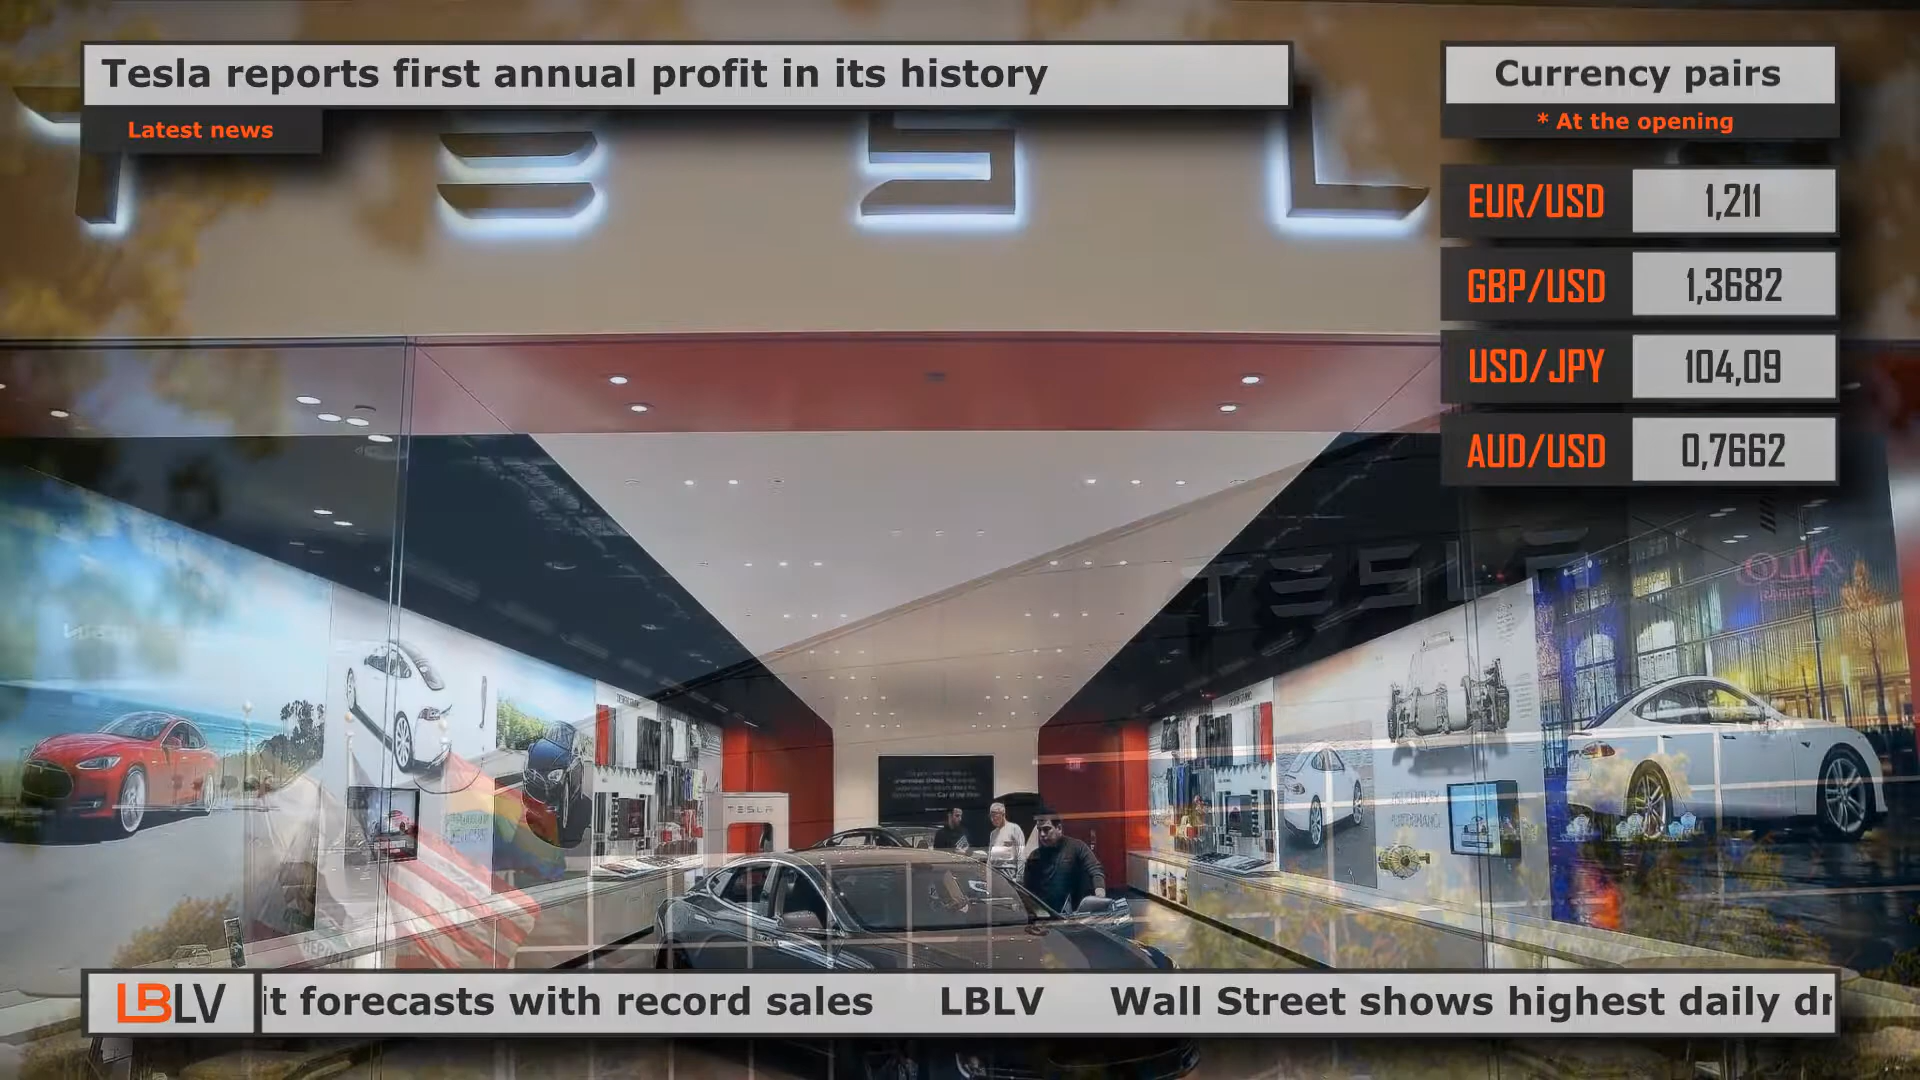 Tesla reports first annual profit in its history
Latest news
Currency pairs
* At the opening
EUR/USD 1,211
GBP/USD 1,3682
USD/JPY 104,09
AUD/USD 0,7662
TESL
TESLA
TESLA
LBLV it forecasts with record sales LBLV Wall Street shows highest daily dr